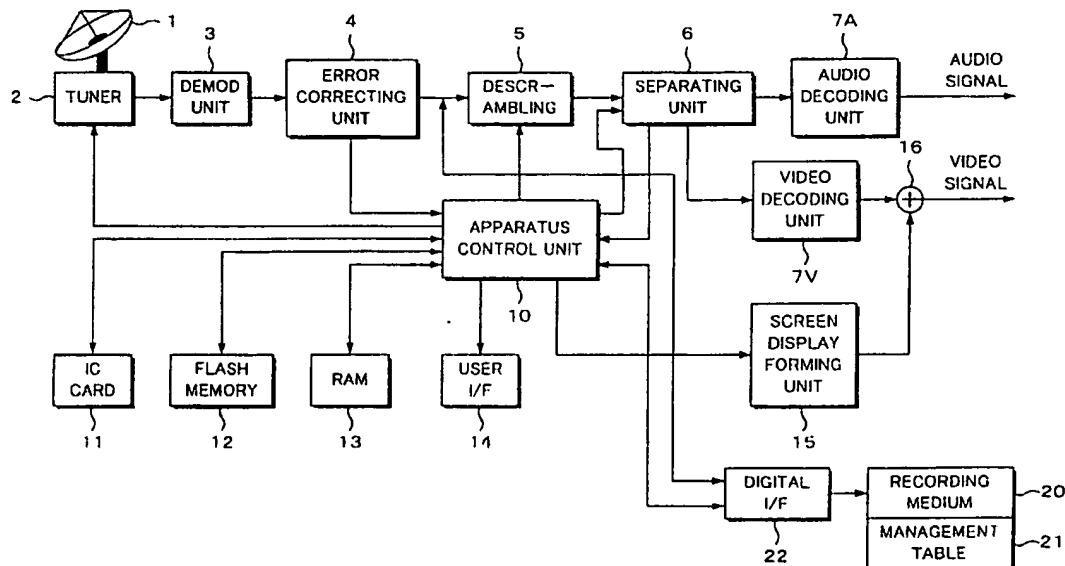 1
2
TUNER
3
DEMOD
UNIT
4
ERROR
CORRECTING
UNIT
5
DESCR-
AMBLING
6
SEPARATING
UNIT
7A
AUDIO
DECODING
UNIT
AUDIO
SIGNAL
VIDEO
DECODING
UNIT
7V
16
VIDEO
SIGNAL
APPARATUS
CONTROL UNIT
10
IC
CARD
11
FLASH
MEMORY
12
RAM
13
USER
I/F
14
SCREEN
DISPLAY
FORMING
UNIT
15
DIGITAL
I/F
22
RECORDING
MEDIUM
20
MANAGEMENT
TABLE
21